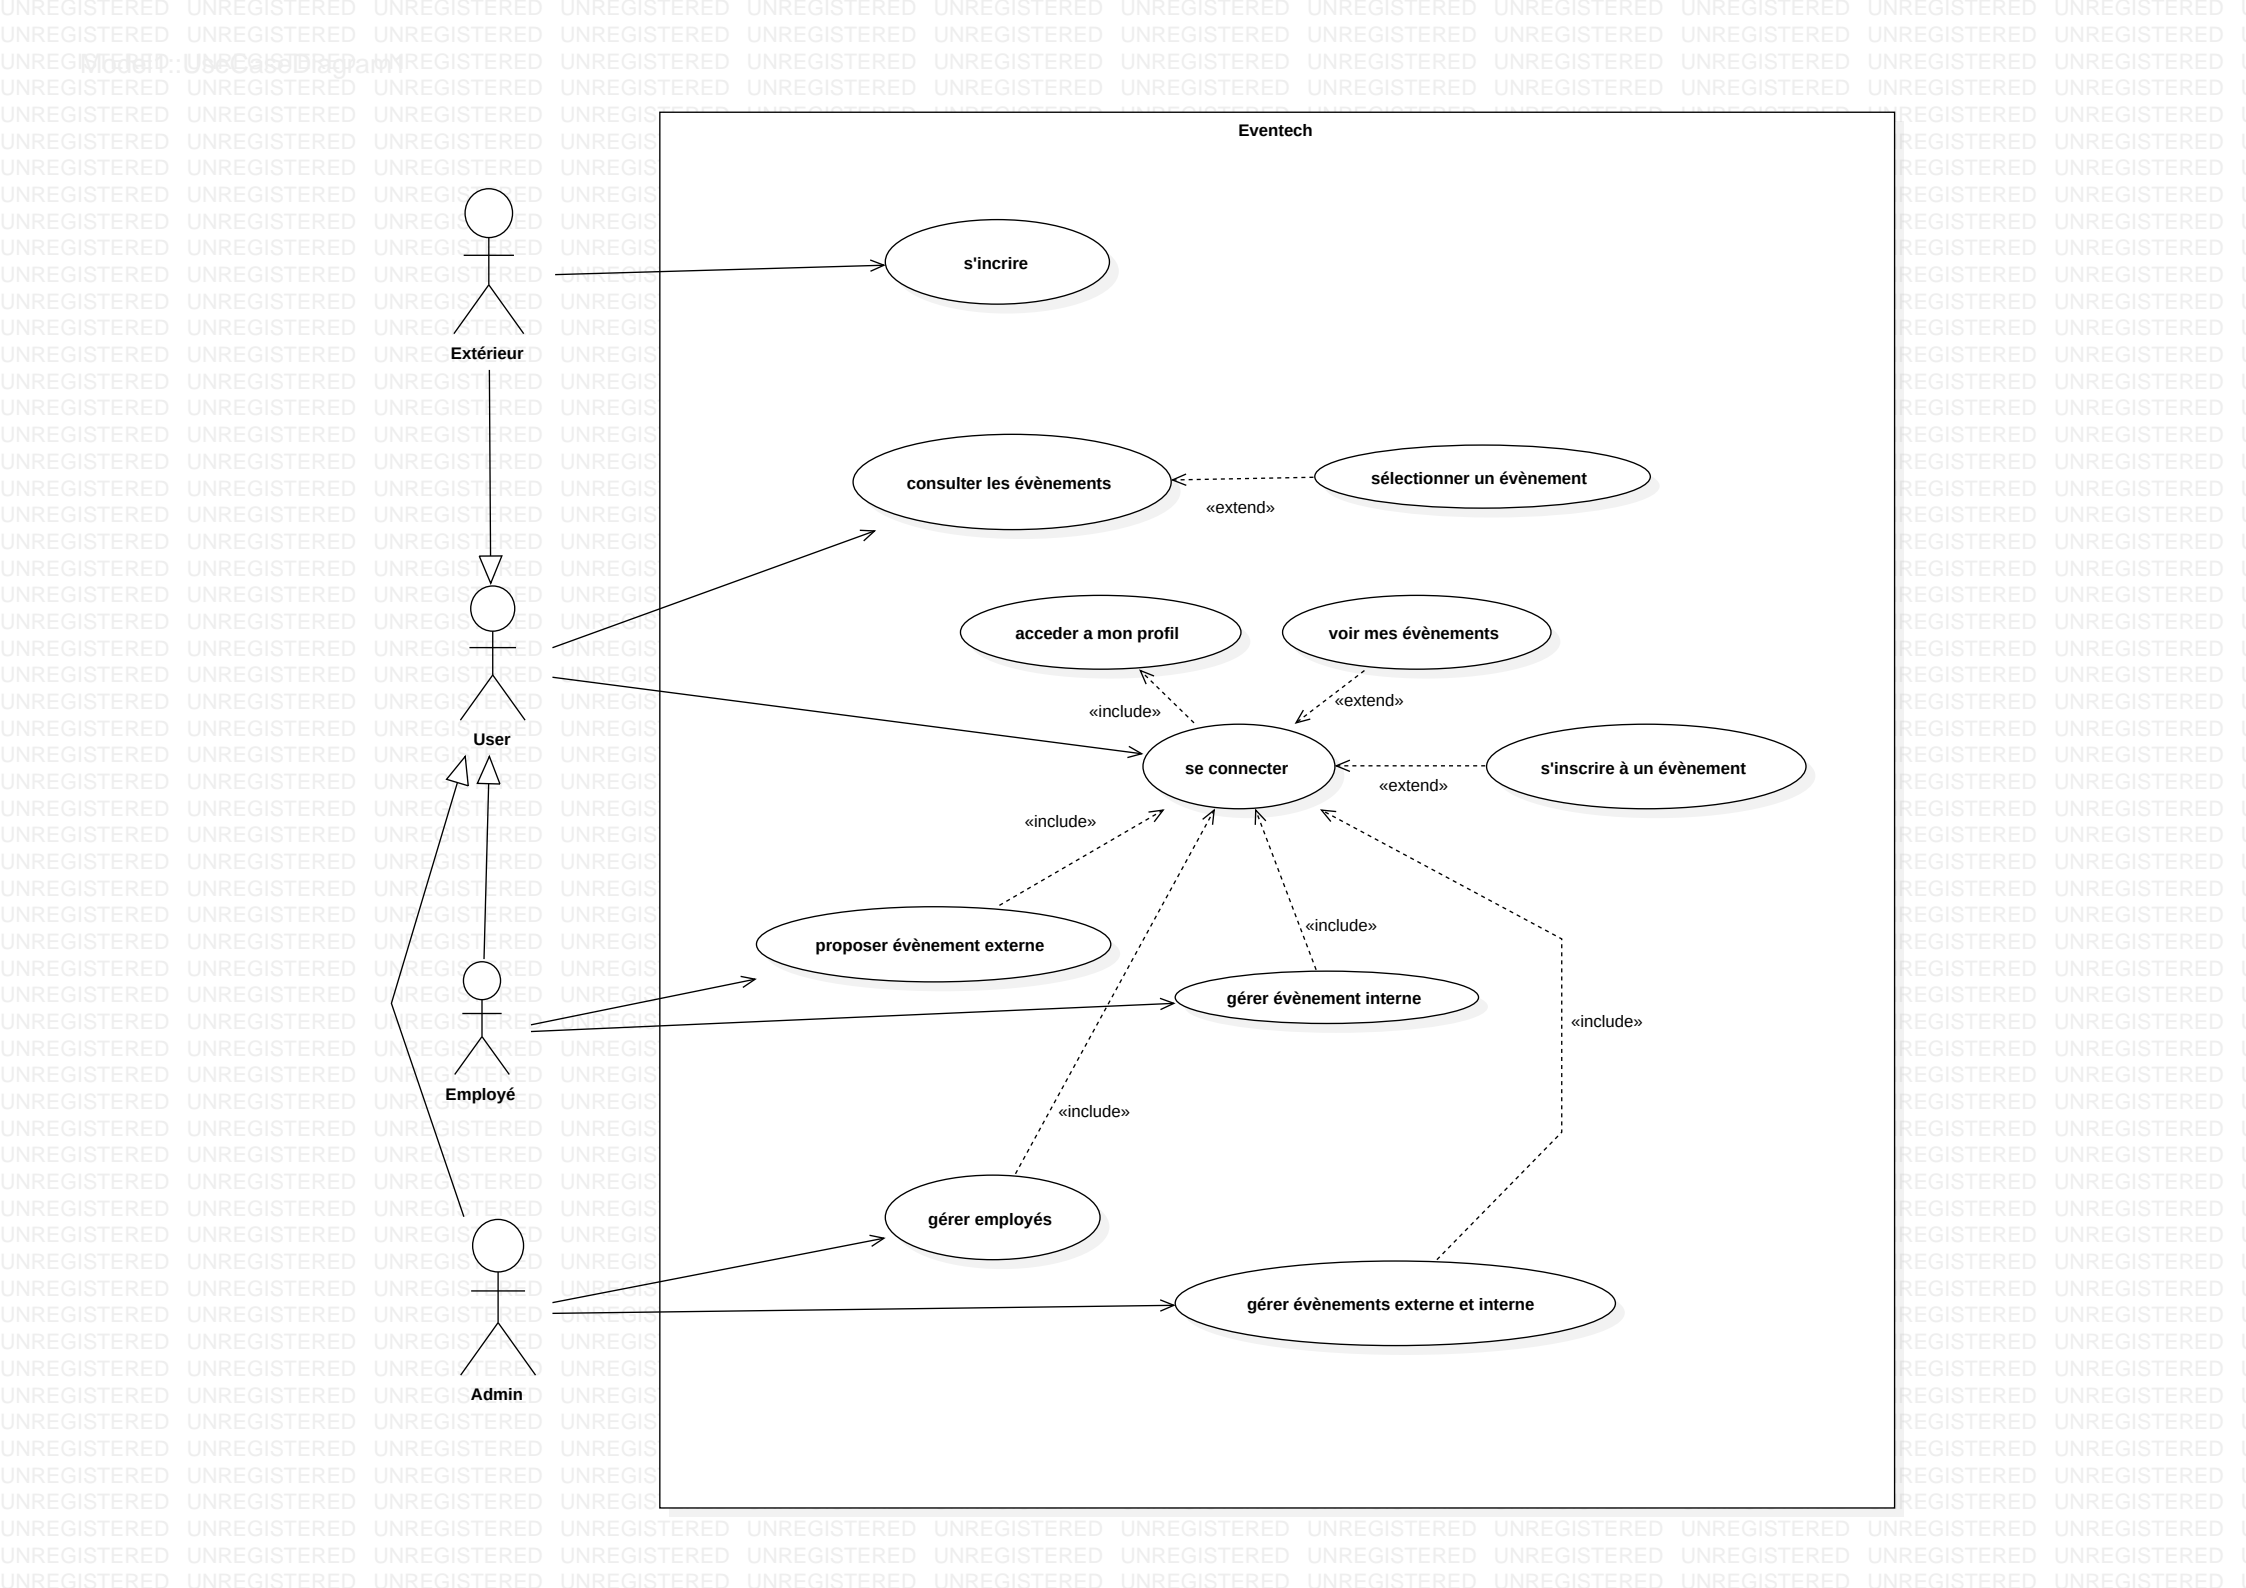 Model1::UseCaseDiagram1
Eventech
s'incrire
Extérieur
consulter les évènements
sélectionner un évènement
«extend»
acceder a mon profil
voir mes évènements
«include»
«extend»
User
se connecter
s'inscrire à un évènement
«extend»
«include»
proposer évènement externe
«include»
gérer évènement interne
«include»
Employé
«include»
gérer employés
gérer évènements externe et interne
Admin
UNREGISTERED